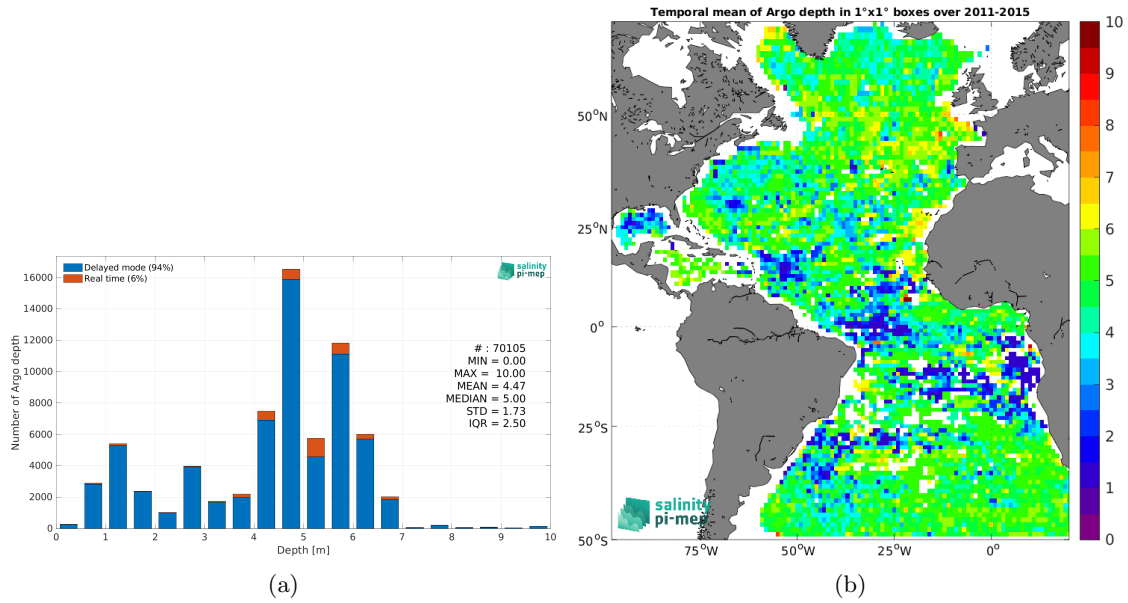 Delayed mode (94%)
Real time (6%)
salinity
pi-mep
Number of Argo depth
16000
14000
12000
10000
8000
6000
4000
2000
0
# : 70105
MIN = 0.00
MAX = 10.00
MEAN = 4.47
MEDIAN = 5.00
STD = 1.73
IQR = 2.50
0 1 2 3 4 5 6 7 8 9 10
Depth [m]
(a)
Temporal mean of Argo depth in 1°x1° boxes over 2011-2015
50°N
25°N
0°
25°S
50°S
75°W 50°W 25°W 0°
salinity
pi-mep
10
9
8
7
6
5
4
3
2
1
0
(b)